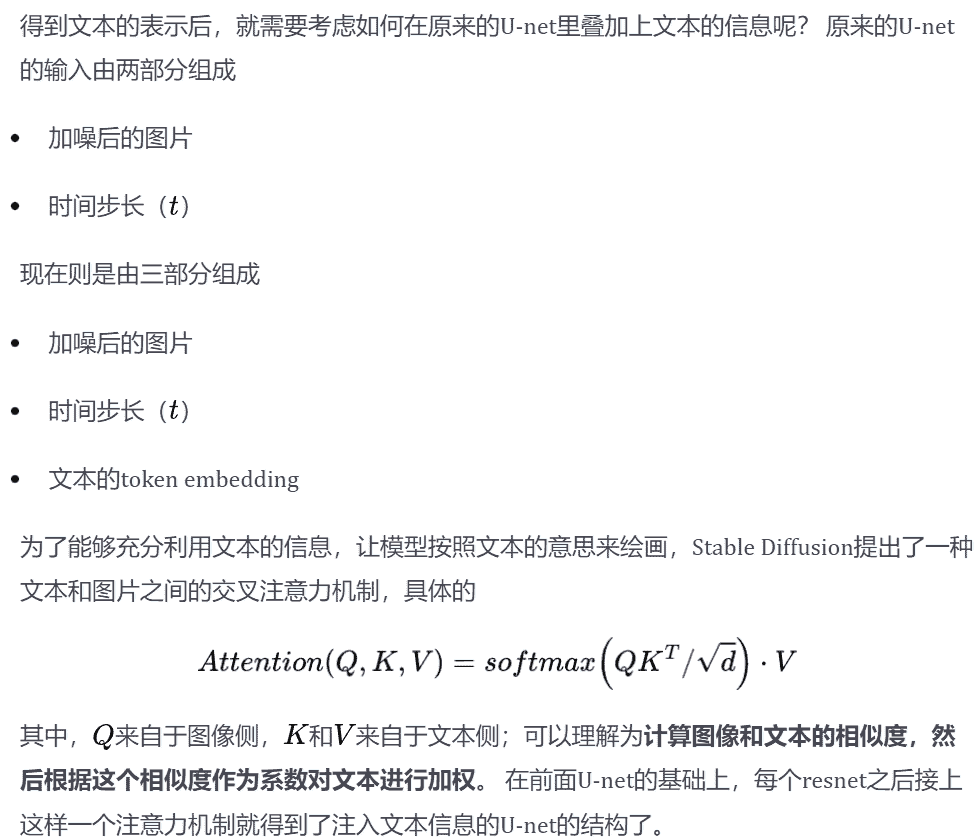 得到文本的表示后，就需要考虑如何在原来的U-net里叠加上文本的信息呢？ 原来的U-net
的输入由两部分组成
• 加噪后的图片
• 时间步长（t）
现在则是由三部分组成
• 加噪后的图片
• 时间步长（t）
• 文本的token embedding
为了能够充分利用文本的信息，让模型按照文本的意思来绘画，Stable Diffusion提出了一种
文本和图片之间的交叉注意力机制，具体的
Attention(Q, K, V) = softmax(QK^T/√d) · V
其中，Q来自于图像侧，K和V来自于文本侧；可以理解为计算图像和文本的相似度，然
后根据这个相似度作为系数对文本进行加权。 在前面U-net的基础上，每个resnet之后接上
这样一个注意力机制就得到了注入文本信息的U-net的结构了。